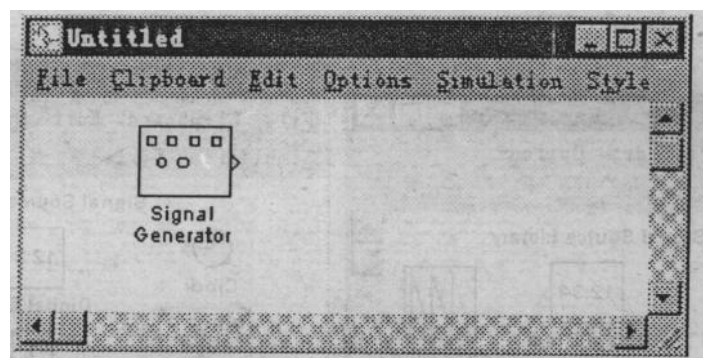 Untitled
File Clipboard Edit Options Simulation Style
Signal
Generator